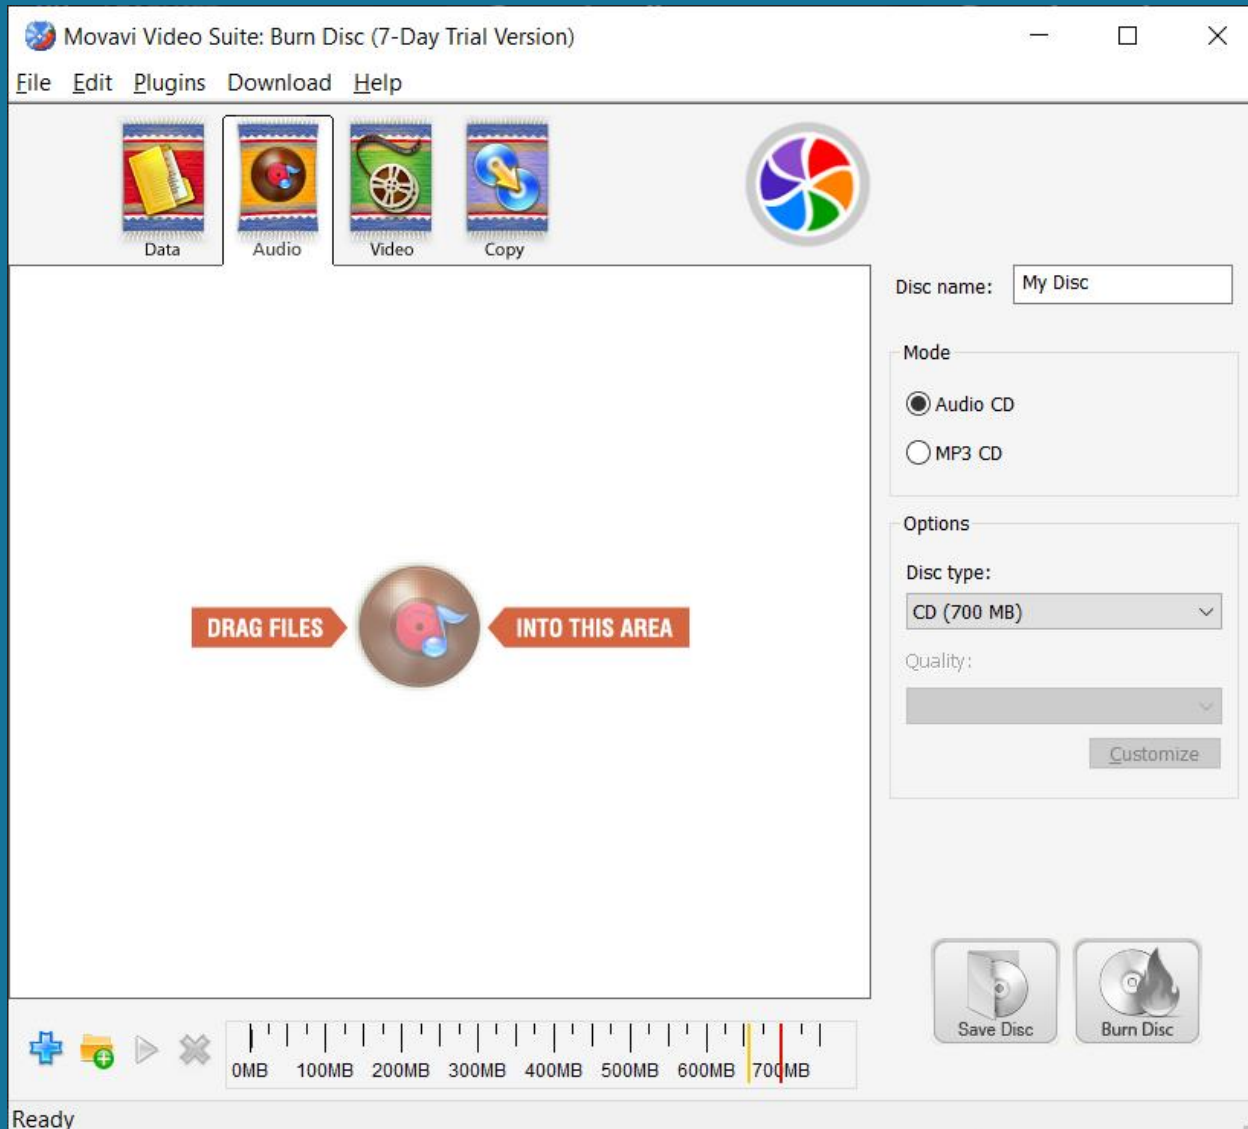 Movavi Video Suite: Burn Disc (7-Day Trial Version)
File Edit Plugins Download Help
Data Audio Video Copy
Disc name: My Disc
Mode
Audio CD
MP3 CD
Options
Disc type:
CD (700 MB)
Quality:
Customize
DRAG FILES INTO THIS AREA
Save Disc Burn Disc
0MB 100MB 200MB 300MB 400MB 500MB 600MB 700MB
Ready